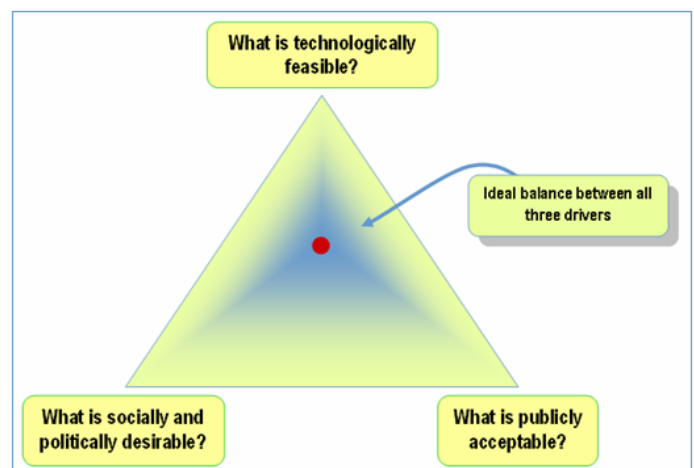 What is technologically
feasible?
Ideal balance between all
three drivers
What is socially and
politically desirable?
What is publicly
acceptable?